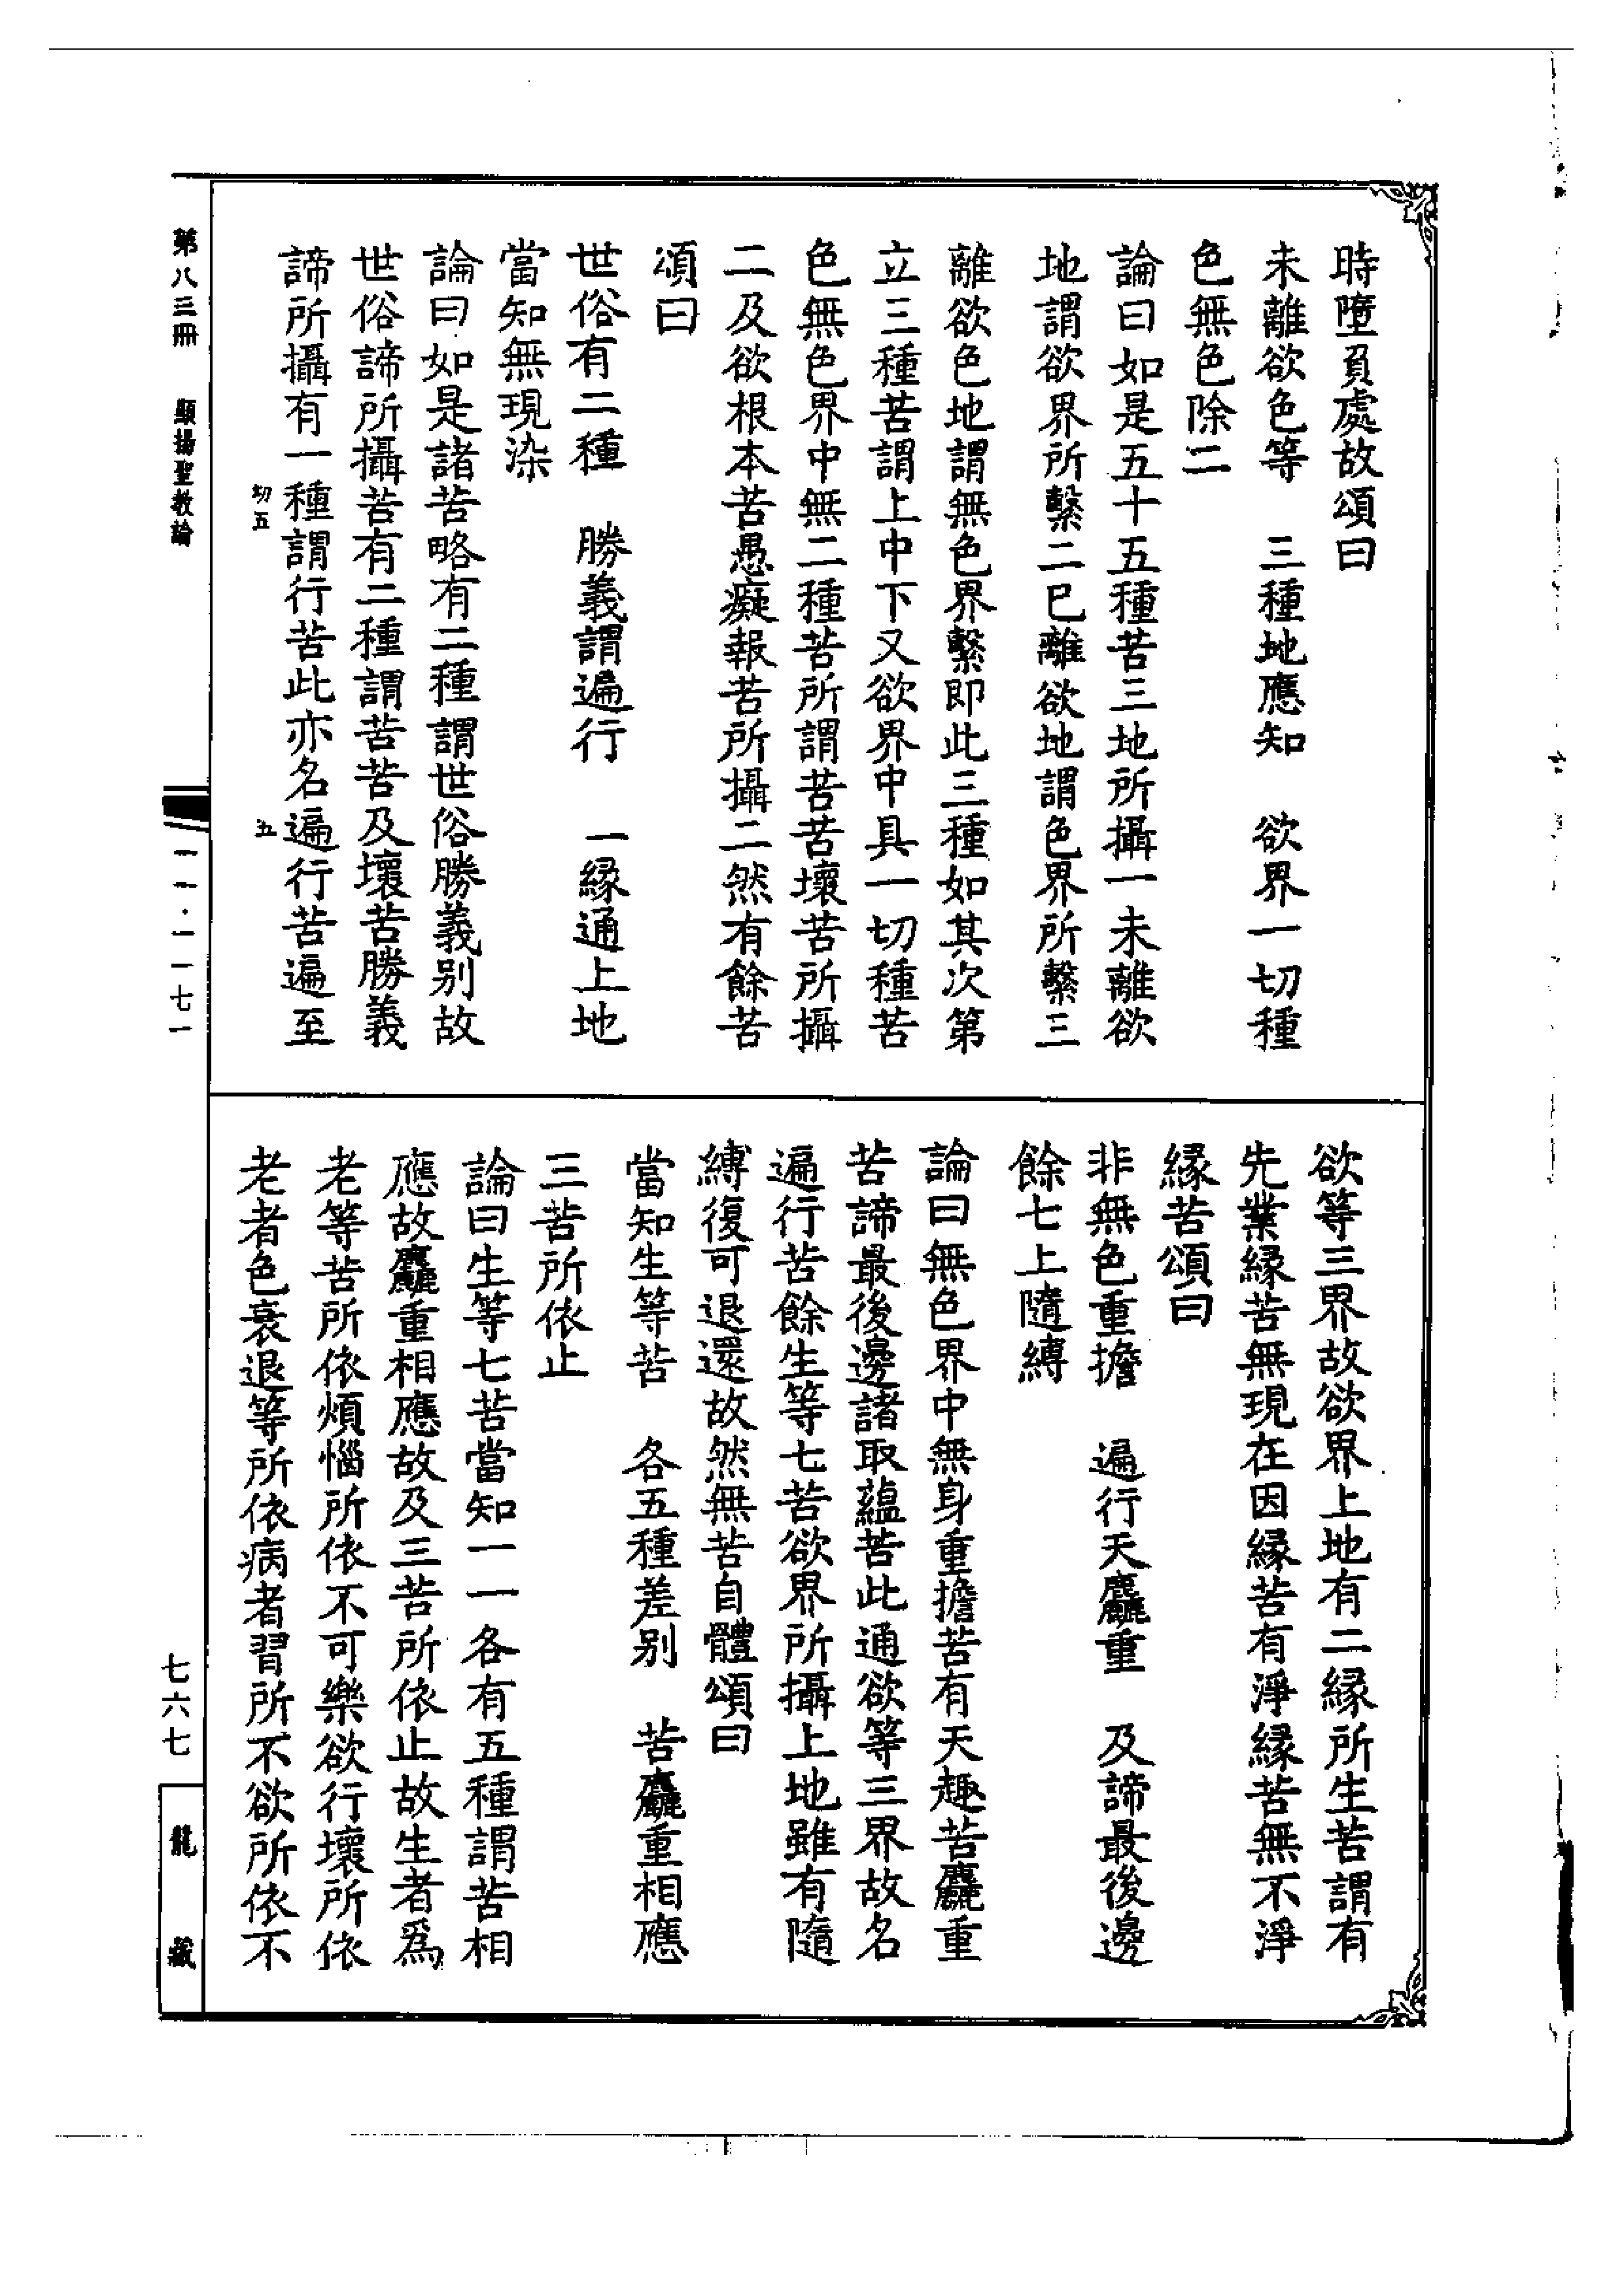 時墮負處故頌曰
未離欲色等　三種地應知　欲界一切種
色無色除二
論曰如是五十五種苦三地所攝一未離欲
地謂欲界所繫二已離欲地謂色界所繫三
離欲色地謂無色界繫即此三種如其次第
立三種苦謂上中下又欲界中具一切種苦
色無色界中無二種苦所謂苦苦壞苦所攝
二及欲根本苦愚癡報苦所攝二然有餘苦
頌曰
世俗有二種　勝義謂遍行　一緣通上地
當知無現染
論曰如是諸苦略有二種謂世俗勝義別故
世俗諦所攝苦有二種謂苦苦及壞苦勝義
諦所攝有一種謂行苦此亦名遍行苦遍至
切五　五
欲等三界故欲界上地有二緣所生苦謂有
先業緣苦無現在因緣苦有淨緣苦無不淨
緣苦頌曰
非無色重擔　遍行天麤重　及諦最後邊
餘七上隨縛
論曰無色界中無身重擔苦有天趣苦麤重
苦諦最後邊諸取蘊苦此通欲等三界故名
遍行苦餘生等七苦欲界所攝上地雖有隨
縛復可退還故然無苦自體頌曰
當知生等苦　各五種差別　苦麤重相應
三苦所依止
論曰生等七苦當知一一各有五種謂苦相
應故麤重相應故及三苦所依止故生者爲
老等苦所依煩惱所依不可樂欲行壞所依
老者色衰退等所依病者習所不欲所依不
第八三冊　顯揚聖教論
一一·一一七一
七六七
龍藏